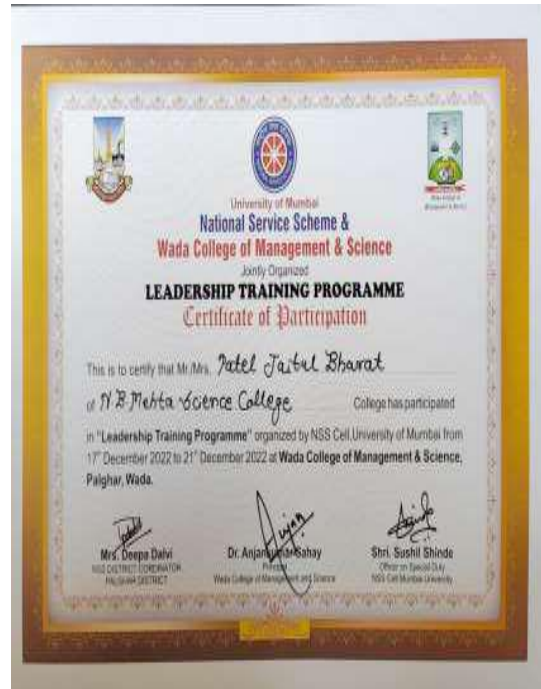 University of Mumbai
National Service Scheme &
Wada College of Management & Science
Jointly Organized
LEADERSHIP TRAINING PROGRAMME
Certificate of Participation
This is to certify that Mr./Mrs. Patel Jaitul Bharat
of N B Mehta Science College College has participated
in "Leadership Training Programme" organized by NSS Cell, University of Mumbai from
17th December 2022 to 21st December 2022 at Wada College of Management & Science,
Palghar, Wada.
Mrs. Deepa Dalvi
NSS DISTRICT CORDINATOR
PALGHAR DISTRICT
Dr. Anjankumar Sahay
Principal
Wada College of Management and Science
Shri. Sushil Shinde
Officer on Special Duty
NSS Cell Mumbai University